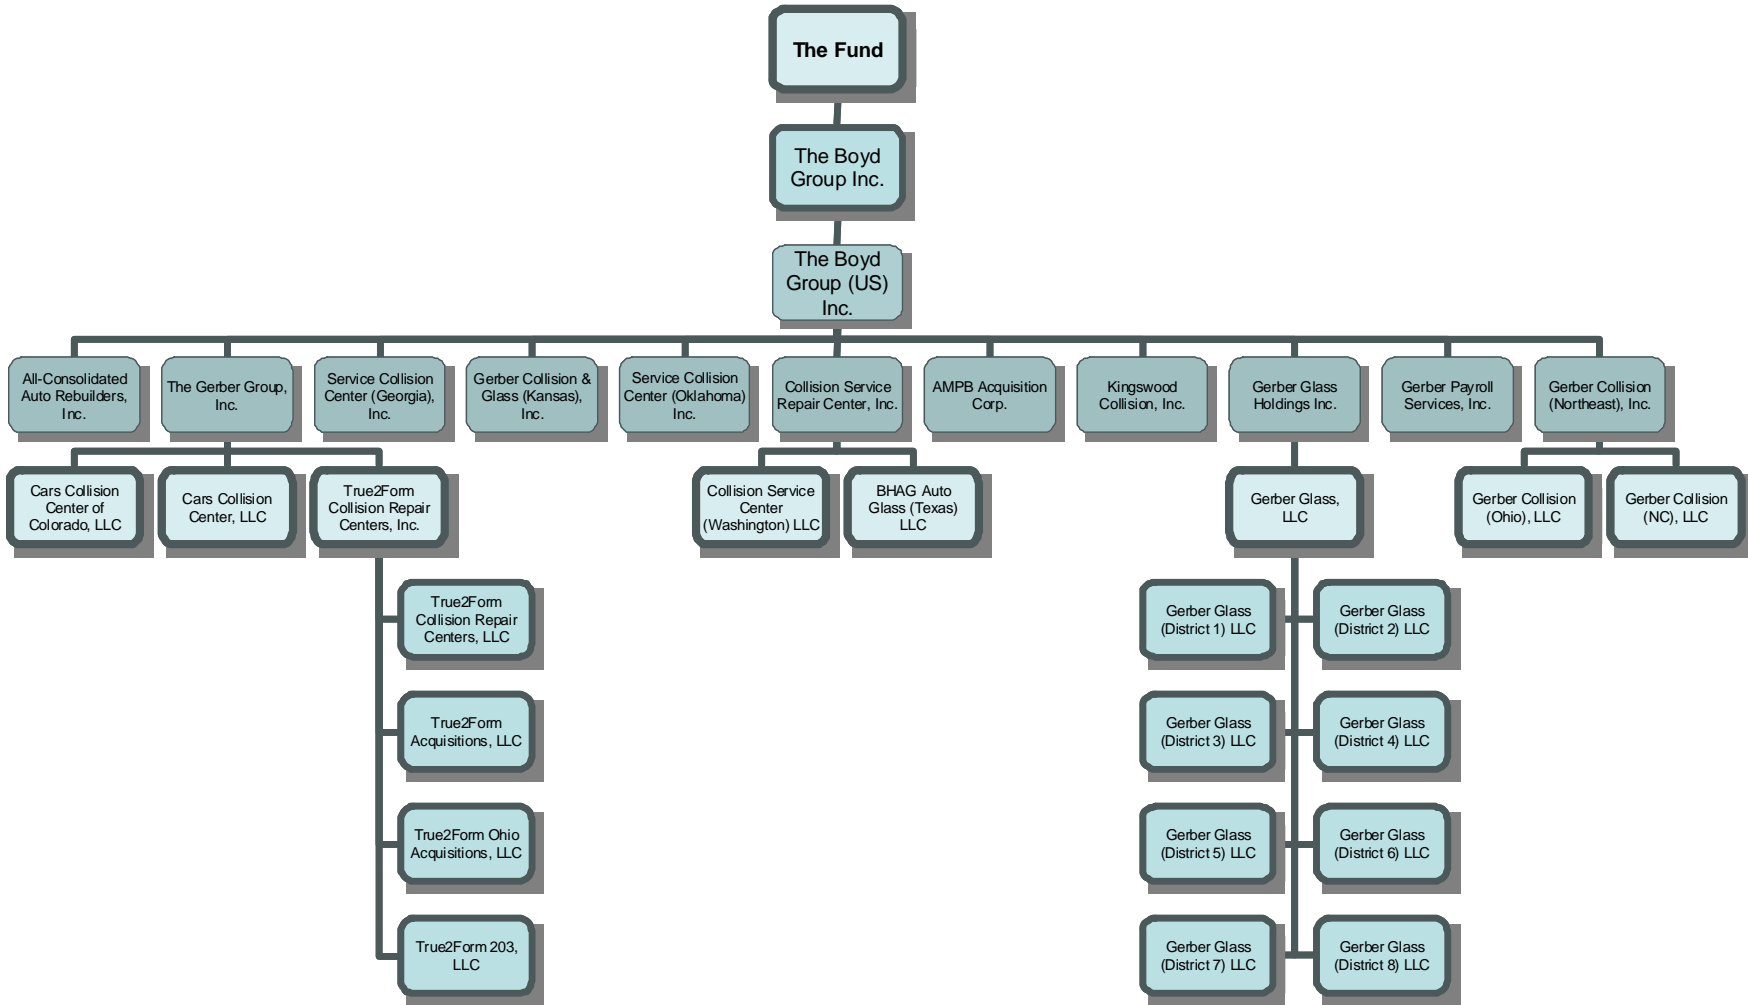 The Fund
The Boyd
Group Inc.
The Boyd
Group (US)
Inc.
All-Consolidated
Auto Rebuilders,
Inc.
The Gerber Group,
Inc.
Service Collision
Center (Georgia),
Inc.
Gerber Collision &
Glass (Kansas),
Inc.
Service Collision
Center (Oklahoma)
Inc.
Collision Service
Repair Center, Inc.
AMPB Acquisition
Corp.
Kingswood
Collision, Inc.
Gerber Glass
Holdings Inc.
Gerber Payroll
Services, Inc.
Gerber Collision
(Northeast), Inc.
Cars Collision
Center of
Colorado, LLC
Cars Collision
Center, LLC
True2Form
Collision Repair
Centers, Inc.
Collision Service
Center
(Washington) LLC
BHAG Auto
Glass (Texas)
LLC
Gerber Glass,
LLC
Gerber Collision
(Ohio), LLC
Gerber Collision
(NC), LLC
True2Form
Collision Repair
Centers, LLC
True2Form
Acquisitions, LLC
True2Form Ohio
Acquisitions, LLC
True2Form 203,
LLC
Gerber Glass
(District 1) LLC
Gerber Glass
(District 2) LLC
Gerber Glass
(District 3) LLC
Gerber Glass
(District 4) LLC
Gerber Glass
(District 5) LLC
Gerber Glass
(District 6) LLC
Gerber Glass
(District 7) LLC
Gerber Glass
(District 8) LLC